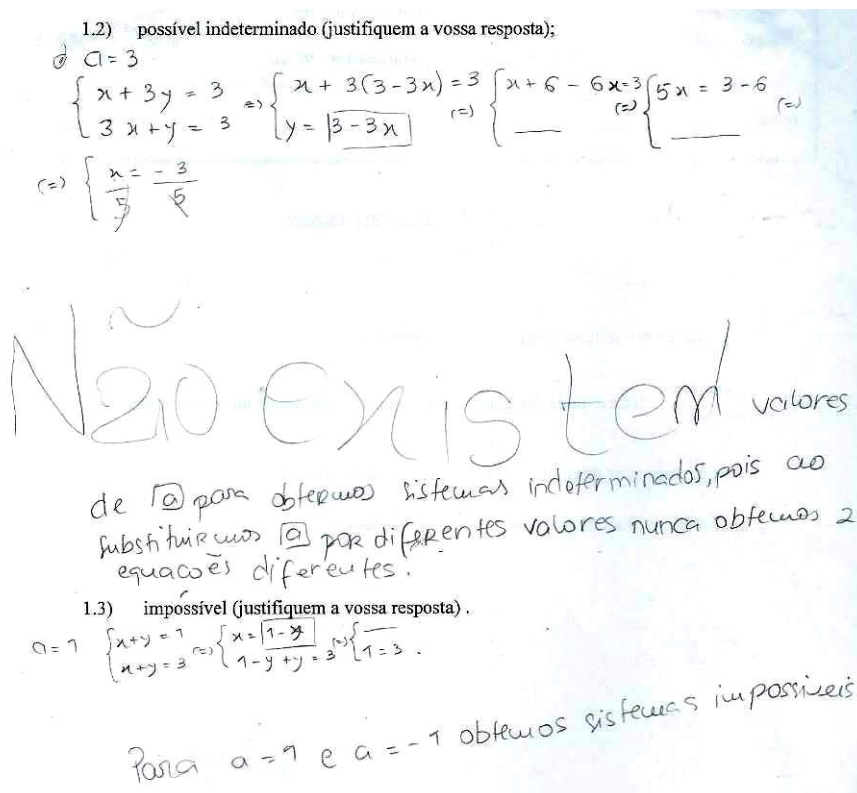 1.2) possível indeterminado (justifiquem a vossa resposta);
a = 3
{ x + 3y = 3 (=) { x + 3(3 - 3x) = 3 (=) { x + 6 - 6x = 3 (=) { 5x = 3 - 6 (=)
{ 3x + y = 3 { y = |3 - 3x|
(=) { x/5 = - 3/5
Não existem valores
de a para obtermos sistemas indeterminados, pois ao
substituirmos a por diferentes valores nunca obtemos 2
equações diferentes.
1.3) impossível (justifiquem a vossa resposta) .
a = 1 { x + y = 1 (=) { x = 1 - y (=) { —
{ x + y = 3 { 1 - y + y = 3 { 1 = 3 .
Para a = 1 e a = - 1 obtemos sistemas impossíveis